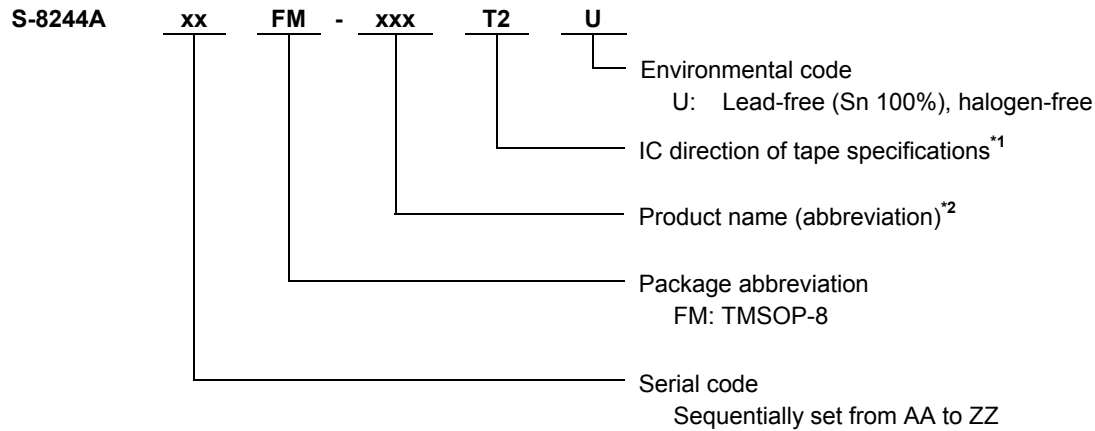 S-8244A xx FM - xxx T2 U
Environmental code
U: Lead-free (Sn 100%), halogen-free
IC direction of tape specifications*1
Product name (abbreviation)*2
Package abbreviation
FM: TMSOP-8
Serial code
Sequentially set from AA to ZZ